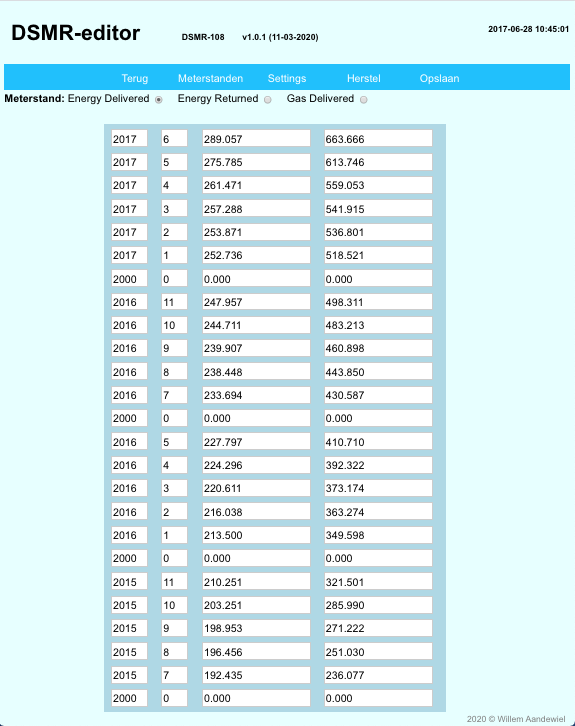 DSMR-editor DSMR-108 v1.0.1 (11-03-2020) 2017-06-28 10:45:01
Terug Meterstanden Settings Herstel Opslaan
Meterstand: Energy Delivered Energy Returned Gas Delivered
2017 6 289.057 663.666
2017 5 275.785 613.746
2017 4 261.471 559.053
2017 3 257.288 541.915
2017 2 253.871 536.801
2017 1 252.736 518.521
2000 0 0.000 0.000
2016 11 247.957 498.311
2016 10 244.711 483.213
2016 9 239.907 460.898
2016 8 238.448 443.850
2016 7 233.694 430.587
2000 0 0.000 0.000
2016 5 227.797 410.710
2016 4 224.296 392.322
2016 3 220.611 373.174
2016 2 216.038 363.274
2016 1 213.500 349.598
2000 0 0.000 0.000
2015 11 210.251 321.501
2015 10 203.251 285.990
2015 9 198.953 271.222
2015 8 196.456 251.030
2015 7 192.435 236.077
2000 0 0.000 0.000
2020 © Willem Aandewiel